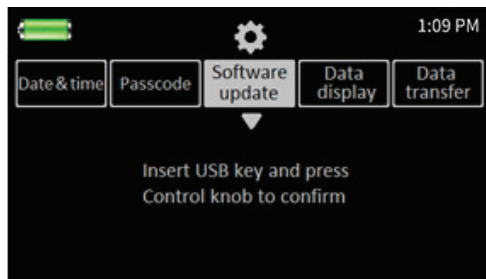 1:09 PM
Date & time
Passcode
Software
update
Data
display
Data
transfer
Insert USB key and press
Control knob to confirm